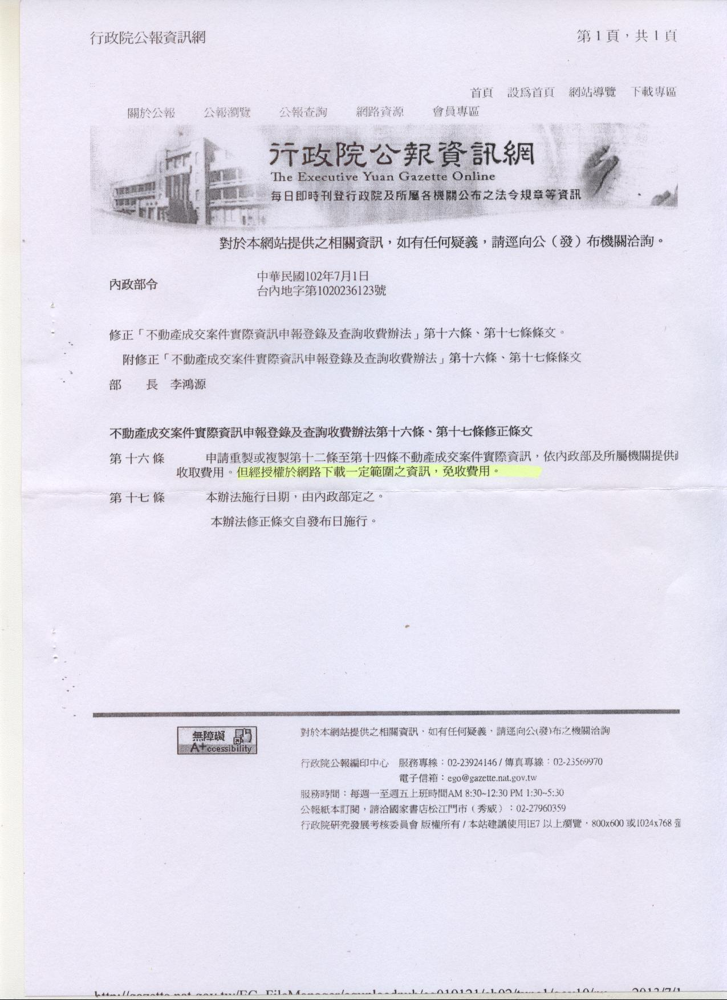 行政院公報資訊網
第1頁，共1頁
首頁 設為首頁 網站導覽 下載專區
關於公報 公報瀏覽 公報查詢 網路資源 會員專區
行政院公報資訊網
The Executive Yuan Gazette Online
每日即時刊登行政院及所屬各機關公布之法令規章等資訊
對於本網站提供之相關資訊，如有任何疑義，請逕向公（發）布機關洽詢。
內政部令
中華民國102年7月1日
台內地字第1020236123號
修正「不動產成交案件實際資訊申報登錄及查詢收費辦法」第十六條、第十七條條文。
附修正「不動產成交案件實際資訊申報登錄及查詢收費辦法」第十六條、第十七條條文
部　　長　李鴻源
不動產成交案件實際資訊申報登錄及查詢收費辦法第十六條、第十七條修正條文
第 十六 條 申請重製或複製第十二條至第十四條不動產成交案件實際資訊，依內政部及所屬機關提供
收取費用。但經授權於網路下載一定範圍之資訊，免收費用。
第 十七 條 本辦法施行日期，由內政部定之。
本辦法修正條文自發布日施行。
無障礙
A+ccessibility
對於本網站提供之相關資訊，如有任何疑義，請逕向公(發)布之機關洽詢
行政院公報編印中心 服務專線：02-23924146 / 傳真專線：02-23569970
電子信箱：ego@gazette.nat.gov.tw
服務時間：每週一至週五上班時間AM 8:30~12:30 PM 1:30~5:30
公報紙本訂閱，請洽國家書店松江門市（秀威）：02-27960359
行政院研究發展考核委員會 版權所有 / 本站建議使用IE7 以上瀏覽，800x600 或1024x768